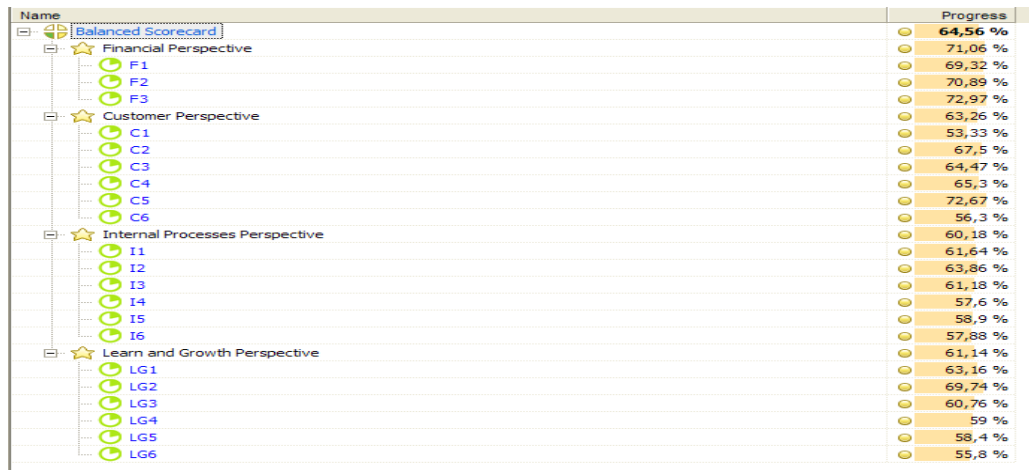 Name Progress
Balanced Scorecard 64,56 %
Financial Perspective 71,06 %
F1 69,32 %
F2 70,89 %
F3 72,97 %
Customer Perspective 63,26 %
C1 53,33 %
C2 67,5 %
C3 64,47 %
C4 65,3 %
C5 72,67 %
C6 56,3 %
Internal Processes Perspective 60,18 %
I1 61,64 %
I2 63,86 %
I3 61,18 %
I4 57,6 %
I5 58,9 %
I6 57,88 %
Learn and Growth Perspective 61,14 %
LG1 63,16 %
LG2 69,74 %
LG3 60,76 %
LG4 59 %
LG5 58,4 %
LG6 55,8 %